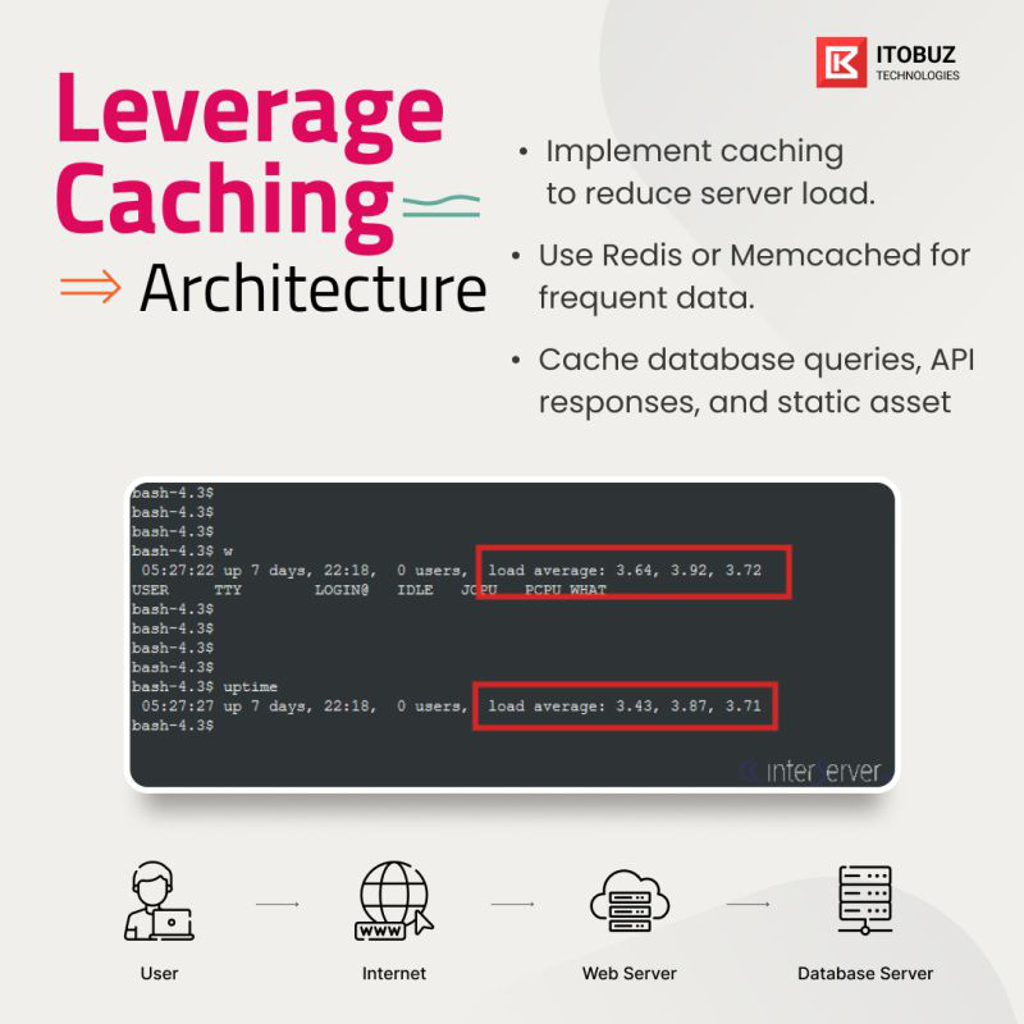 ITOBUZ
TECHNOLOGIES
Leverage
Caching
Architecture
• Implement caching
to reduce server load.
• Use Redis or Memcached for
frequent data.
• Cache database queries, API
responses, and static asset
bash-4.3$
bash-4.3$
bash-4.3$
bash-4.3$ w
05:27:22 up 7 days, 22:18,  0 users,  load average: 3.64, 3.92, 3.72
USER     TTY        LOGIN@   IDLE   JCPU   PCPU WHAT
bash-4.3$
bash-4.3$
bash-4.3$
bash-4.3$
bash-4.3$ uptime
05:27:27 up 7 days, 22:18,  0 users,  load average: 3.43, 3.87, 3.71
bash-4.3$
interserver
www
User
Internet
Web Server
Database Server